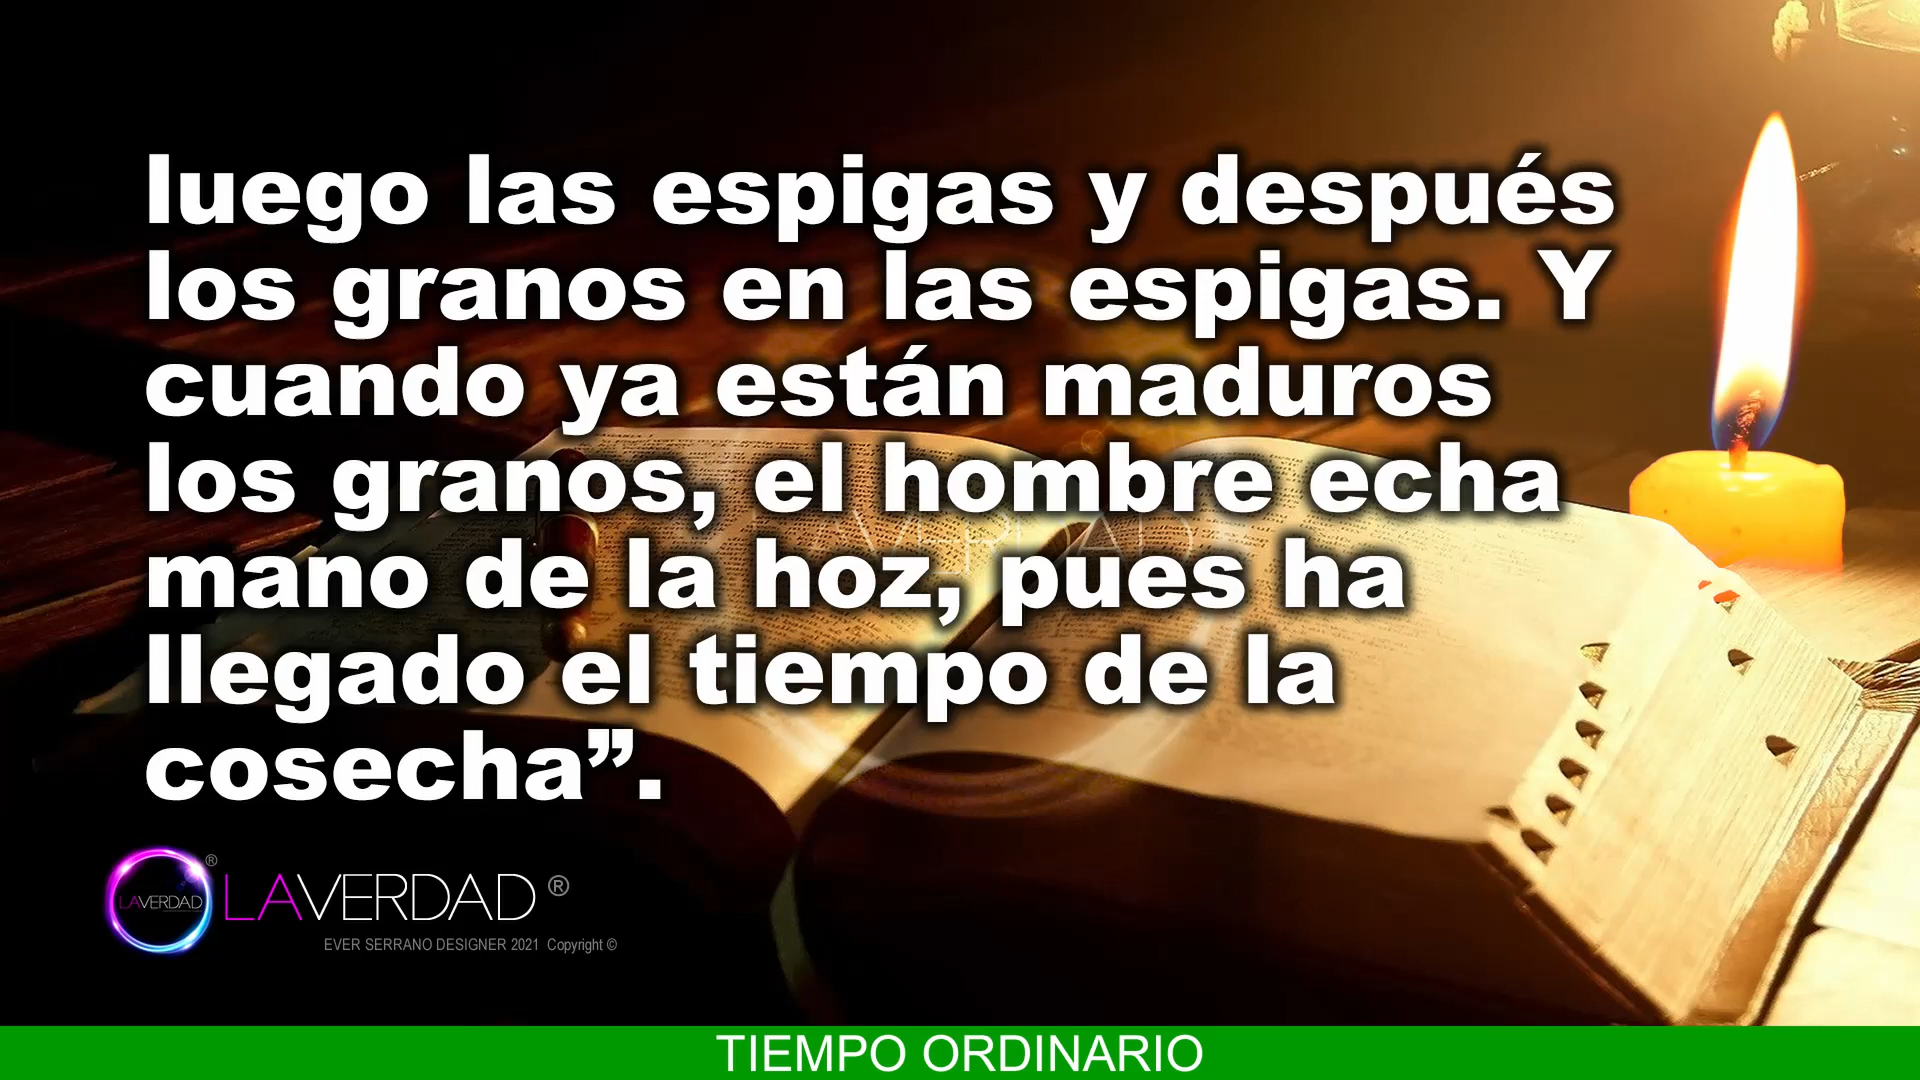 luego las espigas y después
los granos en las espigas. Y
cuando ya están maduros
los granos, el hombre echa
mano de la hoz, pues ha
llegado el tiempo de la
cosecha”.
LAVERDAD ®
LAVERDAD ®
EVER SERRANO DESIGNER 2021 Copyright ©
TIEMPO ORDINARIO